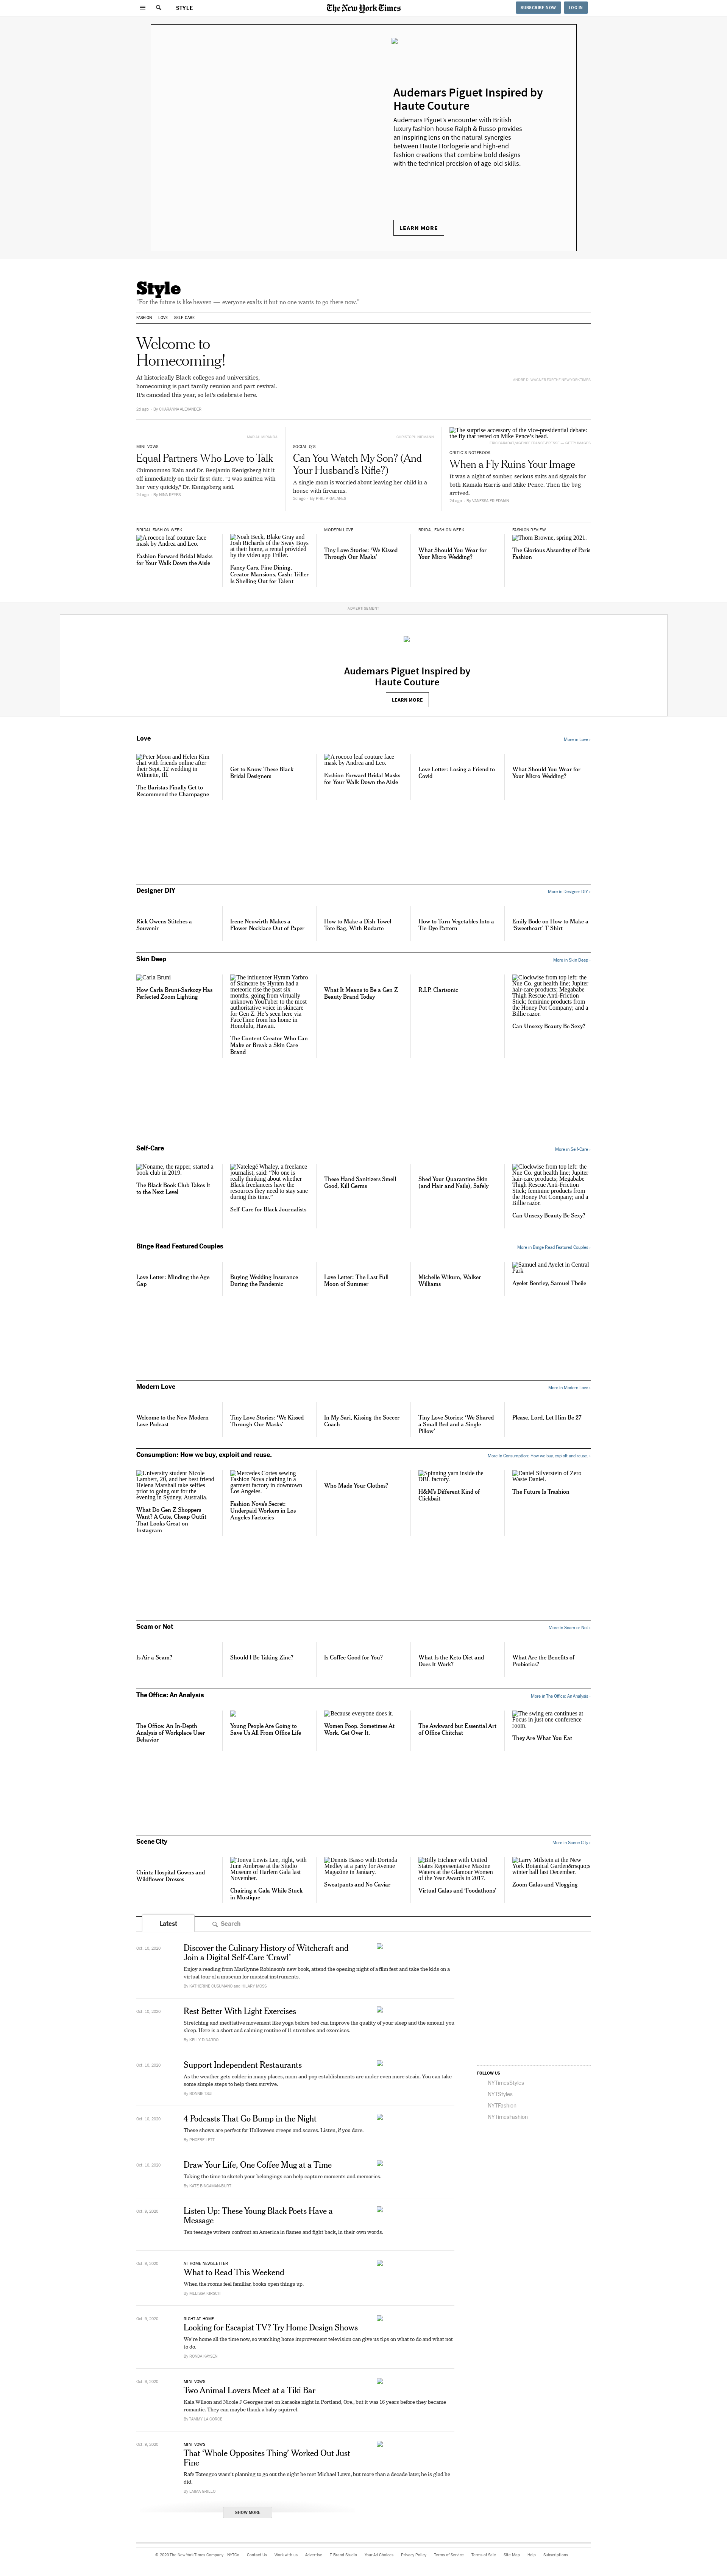 STYLE
The New York Times
SUBSCRIBE NOW
LOG IN
Audemars Piguet Inspired by
Haute Couture
Audemars Piguet's encounter with British
luxury fashion house Ralph & Russo provides
an inspiring lens on the natural synergies
between Haute Horlogerie and high-end
fashion creations that combine bold designs
with the technical precision of age-old skills.
LEARN MORE
Style
"For the future is like heaven — everyone exalts it but no one wants to go there now."
FASHION
LOVE
SELF-CARE
Welcome to
Homecoming!
At historically Black colleges and universities,
homecoming is part family reunion and part revival.
It's canceled this year, so let's celebrate here.
By CHARANNA ALEXANDER
MINI-VOWS
Equal Partners Who Love to Talk
Chimnomnso Kalu and Dr. Benjamin Kenigsberg hit it
off immediately on their first date. "I was smitten with
her very quickly," Dr. Kenigsberg said.
2d ago – By NINA REYES
SOCIAL Q'S
Can You Watch My Son? (And
Your Husband's Rifle?)
A single mom is worried about leaving her child in a
house with firearms.
By PHILIP GALANES
The surprise accessory of the vice-presidential debate:
the fly that rested on Mike Pence's head.
CRITIC'S NOTEBOOK
When a Fly Ruins Your Image
It was a night of somber, serious suits and signals for
both Kamala Harris and Mike Pence. Then the bug
arrived.
By VANESSA FRIEDMAN
BRIDAL FASHION WEEK
A rococo leaf couture face
mask by Andrea and Leo.
Fashion Forward Bridal Masks
for Your Walk Down the Aisle
Noah Beck, Blake Gray and
Josh Richards of the Sway Boys
at their home, a rental provided
by the video app Triller.
Fancy Cars, Fine Dining,
Creator Mansions, Cash: Triller
Is Shelling Out for Talent
MODERN LOVE
Tiny Love Stories: 'We Kissed
Through Our Masks'
BRIDAL FASHION WEEK
What Should You Wear for
Your Micro Wedding?
FASHION REVIEW
Thom Browne, spring 2021.
The Glorious Absurdity of Paris
Fashion
ADVERTISEMENT
Audemars Piguet Inspired by
Haute Couture
LEARN MORE
Love
More in Love ›
Peter Moon and Helen Kim
chat with friends online after
their Sept. 12 wedding in
Wilmette, Ill.
The Baristas Finally Get to
Recommend the Champagne
Get to Know These Black
Bridal Designers
A rococo leaf couture face
mask by Andrea and Leo.
Fashion Forward Bridal Masks
for Your Walk Down the Aisle
Love Letter: Losing a Friend to
Covid
What Should You Wear for
Your Micro Wedding?
Designer DIY
More in Designer DIY ›
Rick Owens Stitches a
Souvenir
Irene Neuwirth Makes a
Flower Necklace Out of Paper
How to Make a Dish Towel
Tote Bag, With Rodarte
How to Turn Vegetables Into a
Tie-Dye Pattern
Emily Bode on How to Make a
'Sweetheart' T-Shirt
Skin Deep
More in Skin Deep ›
Carla Bruni
How Carla Bruni-Sarkozy Has
Perfected Zoom Lighting
The influencer Hyram Yarbro
of Skincare by Hyram had a
meteoric rise the past six
months, going from virtually
unknown YouTuber to the most
authoritative voice in skincare
for Gen Z. He's seen here via
FaceTime from his home in
Honolulu, Hawaii.
The Content Creator Who Can
Make or Break a Skin Care
Brand
What It Means to Be a Gen Z
Beauty Brand Today
R.I.P. Clarisonic
Clockwise from top left: the
Nue Co. gut health line; Jupiter
hair-care products; Megababe
Thigh Rescue Anti-Friction
Stick; feminine products from
the Honey Pot Company; and a
Billie razor.
Can Unsexy Beauty Be Sexy?
Self-Care
More in Self-Care ›
Noname, the rapper, started a
book club in 2019.
The Black Book Club Takes It
to the Next Level
Natelegé Whaley, a freelance
journalist, said: "No one is
really thinking about whether
Black freelancers have the
resources they need to stay sane
during this time."
Self-Care for Black Journalists
These Hand Sanitizers Smell
Good, Kill Germs
Shed Your Quarantine Skin
(and Hair and Nails), Safely
Clockwise from top left: the
Nue Co. gut health line; Jupiter
hair-care products; Megababe
Thigh Rescue Anti-Friction
Stick; feminine products from
the Honey Pot Company; and a
Billie razor.
Can Unsexy Beauty Be Sexy?
Binge Read Featured Couples
More in Binge Read Featured Couples ›
Love Letter: Minding the Age
Gap
Buying Wedding Insurance
During the Pandemic
Love Letter: The Last Full
Moon of Summer
Michelle Wikum, Walker
Williams
Samuel and Ayelet in Central
Park
Ayelet Bentley, Samuel Theile
Modern Love
More in Modern Love ›
Welcome to the New Modern
Love Podcast
Tiny Love Stories: 'We Kissed
Through Our Masks'
In My Sari, Kissing the Soccer
Coach
Tiny Love Stories: 'We Shared
a Small Bed and a Single
Pillow'
Please, Lord, Let Him Be 27
Consumption: How we buy, exploit and reuse.
More in Consumption: How we buy, exploit and reuse. ›
University student Nicole
Lambert, 20, and her best friend
Helena Marshall take selfies
prior to going out for the
evening in Sydney, Australia.
What Do Gen Z Shoppers
Want? A Cute, Cheap Outfit
That Looks Great on
Instagram
Mercedes Cortes sewing
Fashion Nova clothing in a
garment factory in downtown
Los Angeles.
Fashion Nova's Secret:
Underpaid Workers in Los
Angeles Factories
Who Made Your Clothes?
Spinning yarn inside the
DBL factory.
H&M's Different Kind of
Clickbait
Daniel Silverstein of Zero
Waste Daniel.
The Future Is Trashion
Scam or Not
More in Scam or Not ›
Is Air a Scam?
Should I Be Taking Zinc?
Is Coffee Good for You?
What Is the Keto Diet and
Does It Work?
What Are the Benefits of
Probiotics?
The Office: An Analysis
More in The Office: An Analysis ›
The Office: An In-Depth
Analysis of Workplace User
Behavior
Young People Are Going to
Save Us All From Office Life
Because everyone does it.
Women Poop. Sometimes At
Work. Get Over It.
The Awkward but Essential Art
of Office Chitchat
The swing era continues at
Focus in just one conference
room.
They Are What You Eat
Scene City
More in Scene City ›
Chintz Hospital Gowns and
Wildflower Dresses
Tonya Lewis Lee, right, with
June Ambrose at the Studio
Museum of Harlem Gala last
November.
Chairing a Gala While Stuck
in Mustique
Dennis Basso with Dorinda
Medley at a party for Avenue
Magazine in January.
Sweatpants and No Caviar
Billy Eichner with United
States Representative Maxine
Waters at the Glamour Women
of the Year Awards in 2017.
Virtual Galas and 'Foodathons'
Larry Milstein at the New
York Botanical Garden&rsquo;s
winter ball last December.
Zoom Galas and Vlogging
Latest
Search
Discover the Culinary History of Witchcraft and
Join a Digital Self-Care 'Crawl'
Enjoy a reading from Marilynne Robinson's new book, attend the opening night of a film fest and take the kids on a
virtual tour of a museum for musical instruments.
By KATHERINE CUSUMANO and HILARY MOSS
Rest Better With Light Exercises
Stretching and meditative movement like yoga before bed can improve the quality of your sleep and the amount you
sleep. Here is a short and calming routine of 11 stretches and exercises.
By KELLY DINARDO
Support Independent Restaurants
As the weather gets colder in many places, mom-and-pop establishments are under even more strain. You can take
some simple steps to help them survive.
By BONNIE TSUI
FOLLOW US
NYTimesStyles
NYTStyles
NYTFashion
NYTimesFashion
4 Podcasts That Go Bump in the Night
These shows are perfect for Halloween creeps and scares. Listen, if you dare.
By PHOEBE LETT
Draw Your Life, One Coffee Mug at a Time
Taking the time to sketch your belongings can help capture moments and memories.
By KATE BINGAMAN-BURT
Oct. 9, 2020
Listen Up: These Young Black Poets Have a
Message
Ten teenage writers confront an America in flames and fight back, in their own words.
Oct. 9, 2020
AT HOME NEWSLETTER
What to Read This Weekend
When the rooms feel familiar, books open things up.
By MELISSA KIRSCH
Oct. 9, 2020
RIGHT AT HOME
Looking for Escapist TV? Try Home Design Shows
We're home all the time now, so watching home improvement television can give us tips on what to do and what not
to do.
By RONDA KAYSEN
Oct. 9, 2020
MINI-VOWS
Two Animal Lovers Meet at a Tiki Bar
Kaia Wilson and Nicole J Georges met on karaoke night in Portland, Ore., but it was 16 years before they became
romantic. They can maybe thank a baby squirrel.
By TAMMY LA GORCE
Oct. 9, 2020
MINI-VOWS
That 'Whole Opposites Thing' Worked Out Just
Fine
Rafe Totengco wasn't planning to go out the night he met Michael Lawn, but more than a decade later, he is glad he
did.
By EMMA GRILLO
SHOW MORE
© 2020 The New York Times Company
NYTCo
Contact Us
Work with us
Advertise
T Brand Studio
Your Ad Choices
Privacy Policy
Terms of Service
Terms of Sale
Site Map
Help
Subscriptions